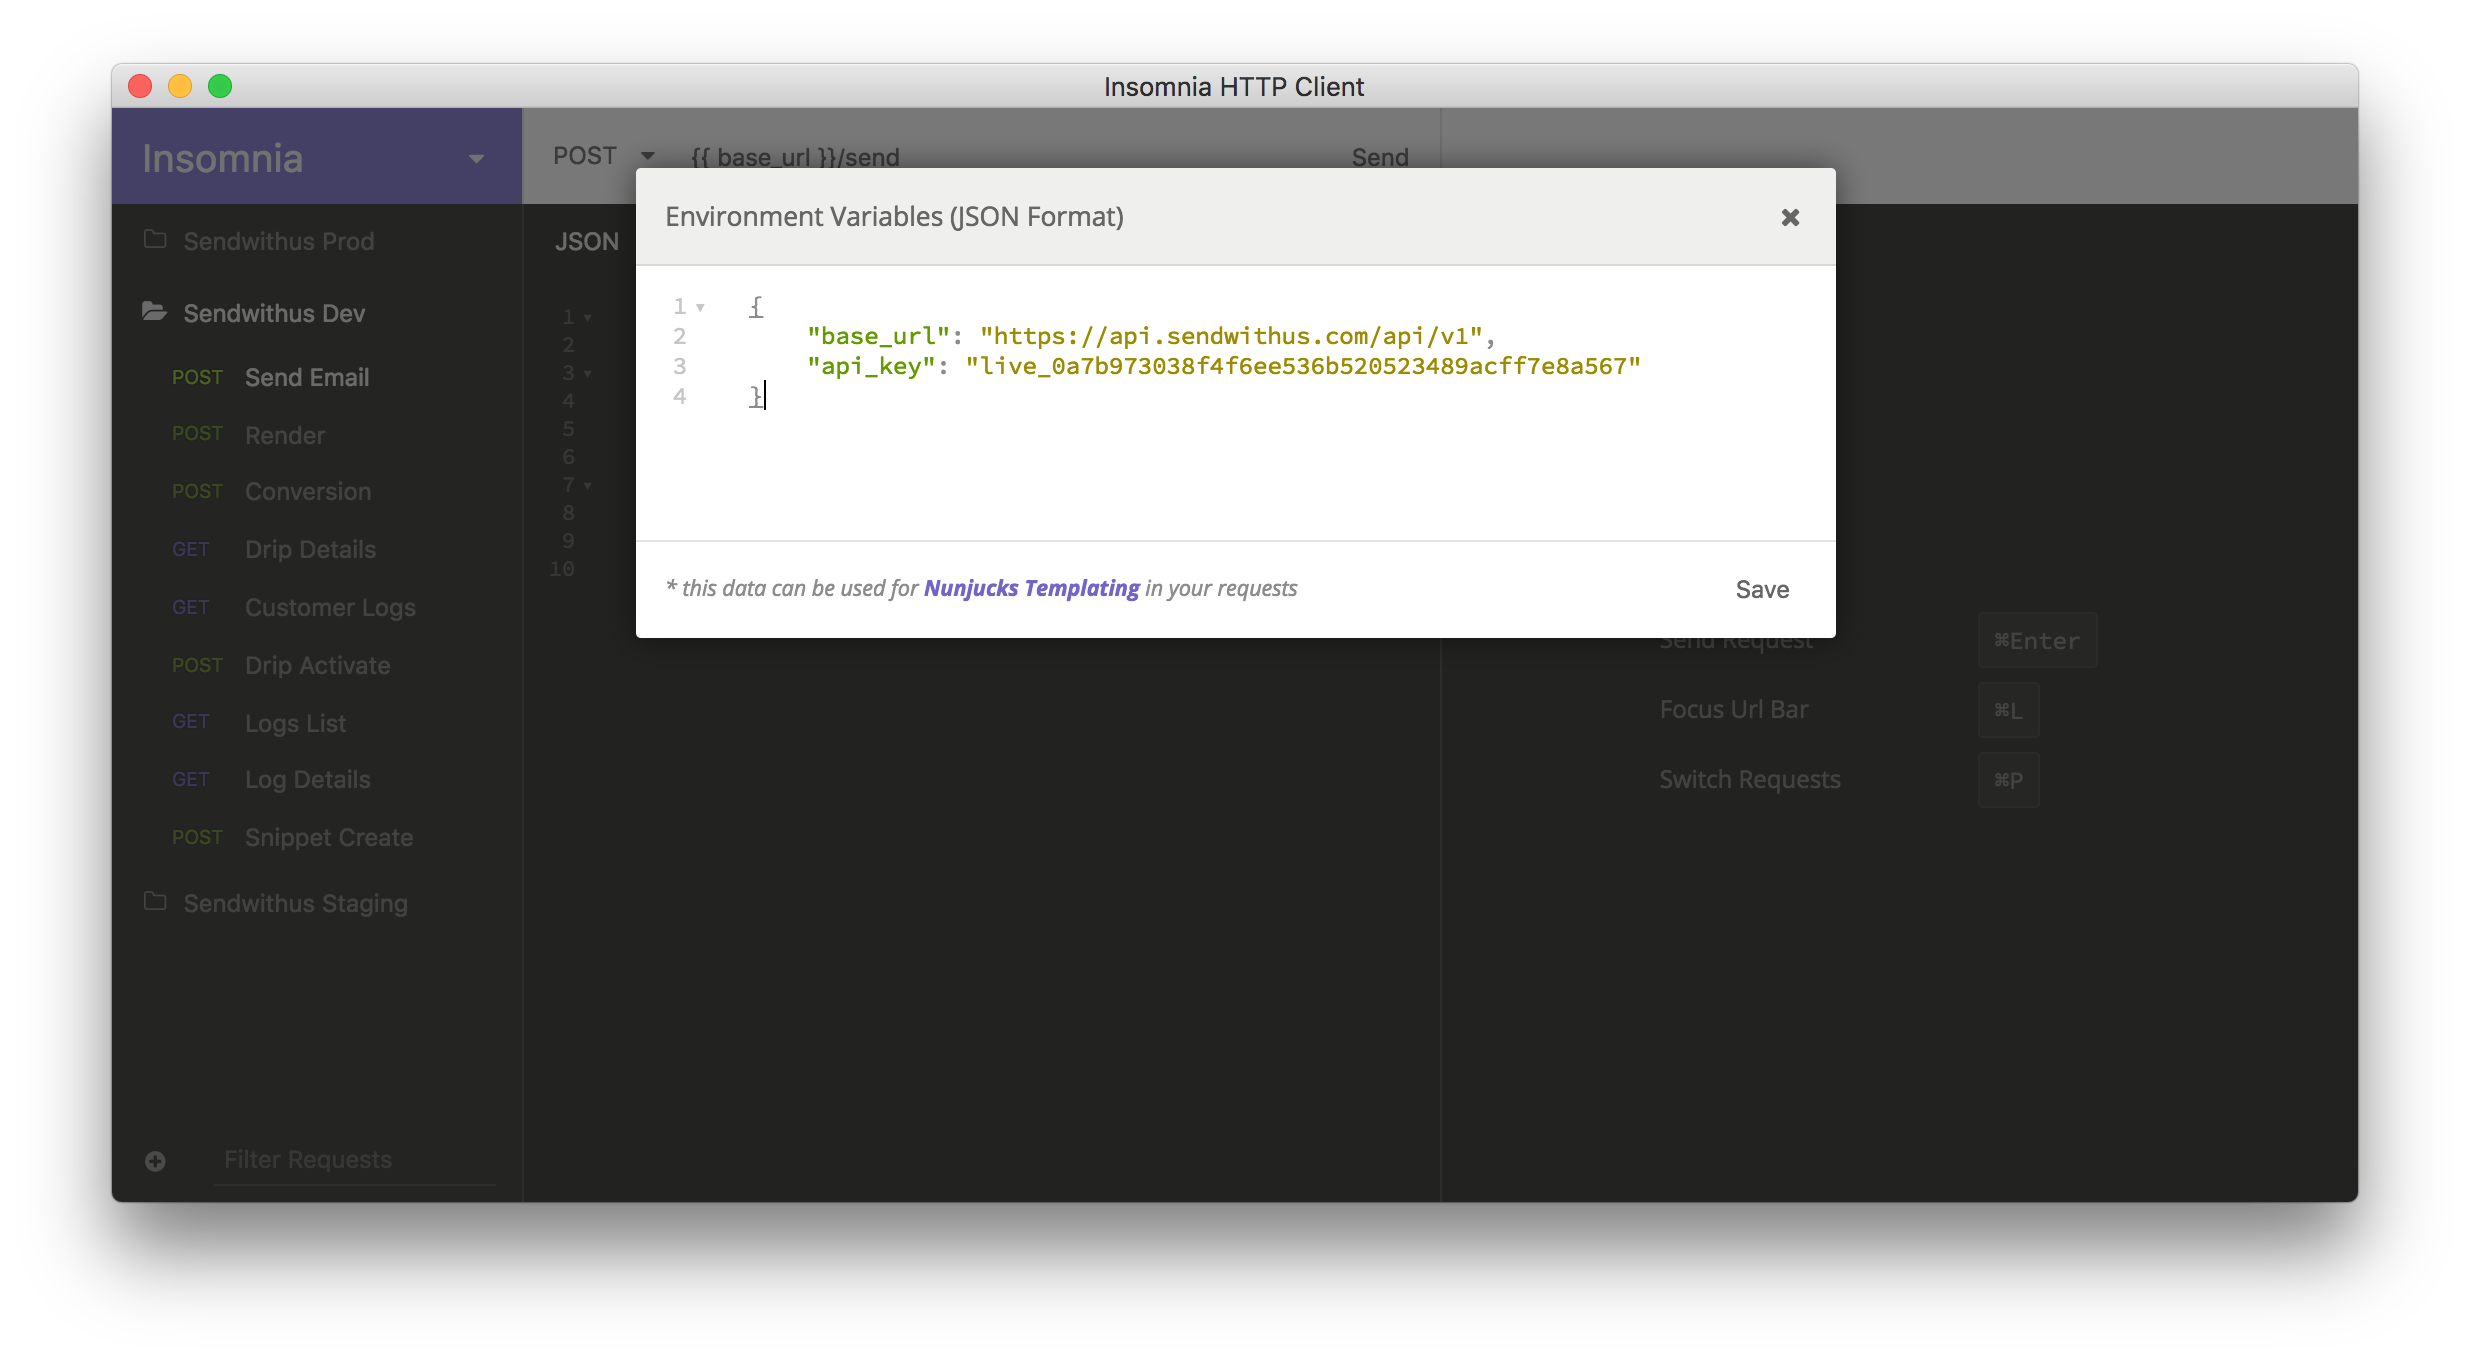 Insomnia HTTP Client
Insomnia
POST
{{ base_url }}/send
Send
Sendwithus Prod
Sendwithus Dev
POST Send Email
POST Render
POST Conversion
GET Drip Details
GET Customer Logs
POST Drip Activate
GET Logs List
GET Log Details
POST Snippet Create
Sendwithus Staging
Filter Requests
JSON
1
2
3
4
5
6
7
8
9
10
Environment Variables (JSON Format)
1 {
2 "base_url": "https://api.sendwithus.com/api/v1",
3 "api_key": "live_0a7b973038f4f6ee536b520523489acff7e8a567"
4 }
* this data can be used for Nunjucks Templating in your requests
Save
Send Request ⌘Enter
Focus Url Bar ⌘L
Switch Requests ⌘P